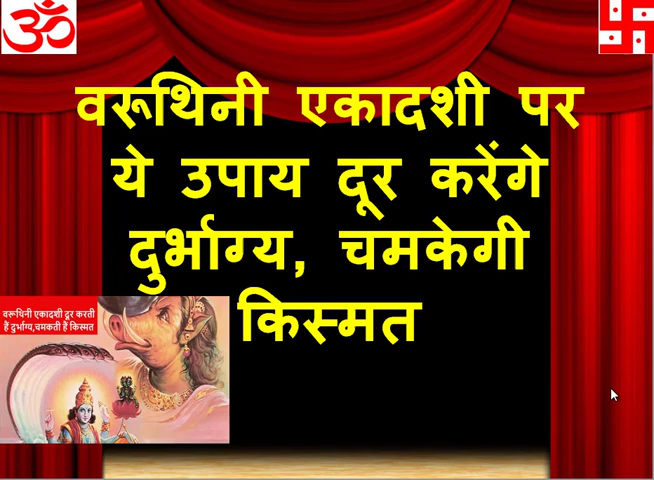 ॐ
वरूथिनी एकादशी पर
ये उपाय दूर करेंगे
दुर्भाग्य, चमकेगी
किस्मत
वरूथिनी एकादशी दूर करती
हैं दुर्भाग्य,चमकती हैं किस्मत